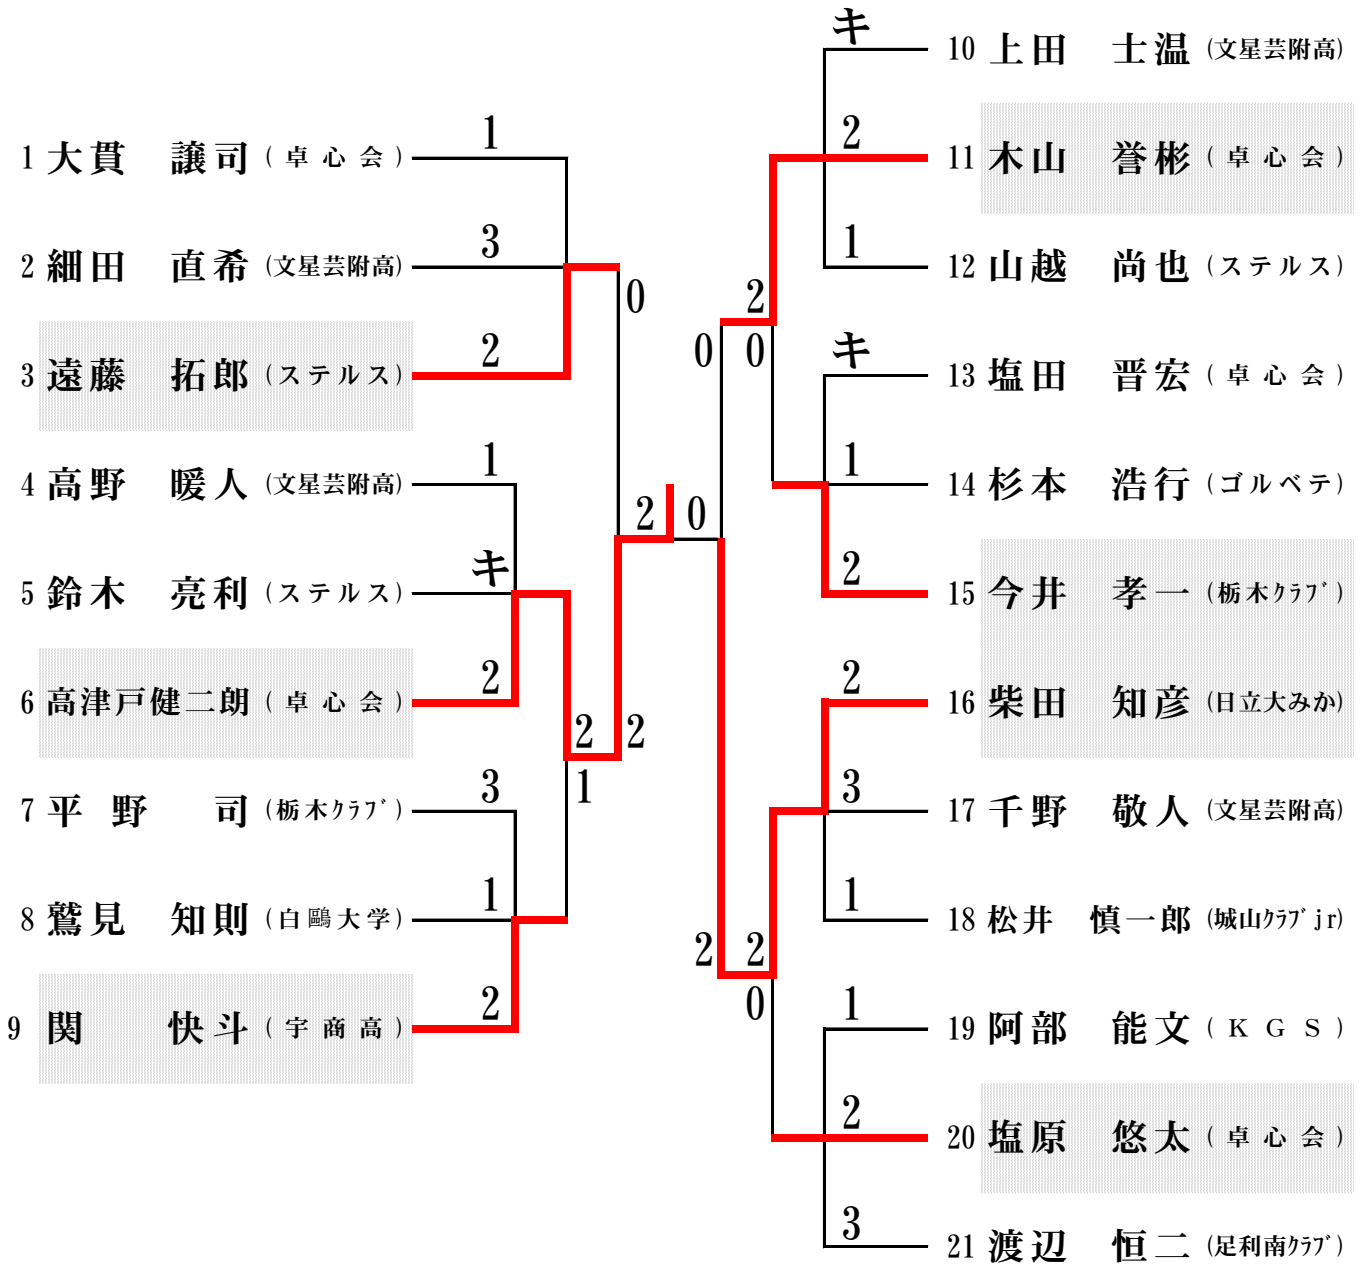 1 大貫 譲司 (卓心会) 1
2 細田 直希 (文星芸附高) 3
3 遠藤 拓郎 (ステルス) 2
0
4 高野 暖人 (文星芸附高) 1
5 鈴木 亮利 (ステルス) キ
6 高津戸健二朗 (卓心会) 2
2 2
1
7 平野 司 (栃木クラブ) 3
8 鷲見 知則 (白鷗大学) 1
9 関 快斗 (宇商高) 2
2 0
キ 10 上田 士温 (文星芸附高)
2 11 木山 誉彬 (卓心会)
1 12 山越 尚也 (ステルス)
2
0 0
キ 13 塩田 晋宏 (卓心会)
1 14 杉本 浩行 (ゴルベテ)
2 15 今井 孝一 (栃木クラブ)
2 16 柴田 知彦 (日立大みか)
3 17 千野 敬人 (文星芸附高)
1 18 松井 慎一郎 (城山クラブjr)
2 2
0
1 19 阿部 能文 (KGS)
2 20 塩原 悠太 (卓心会)
3 21 渡辺 恒二 (足利南クラブ)